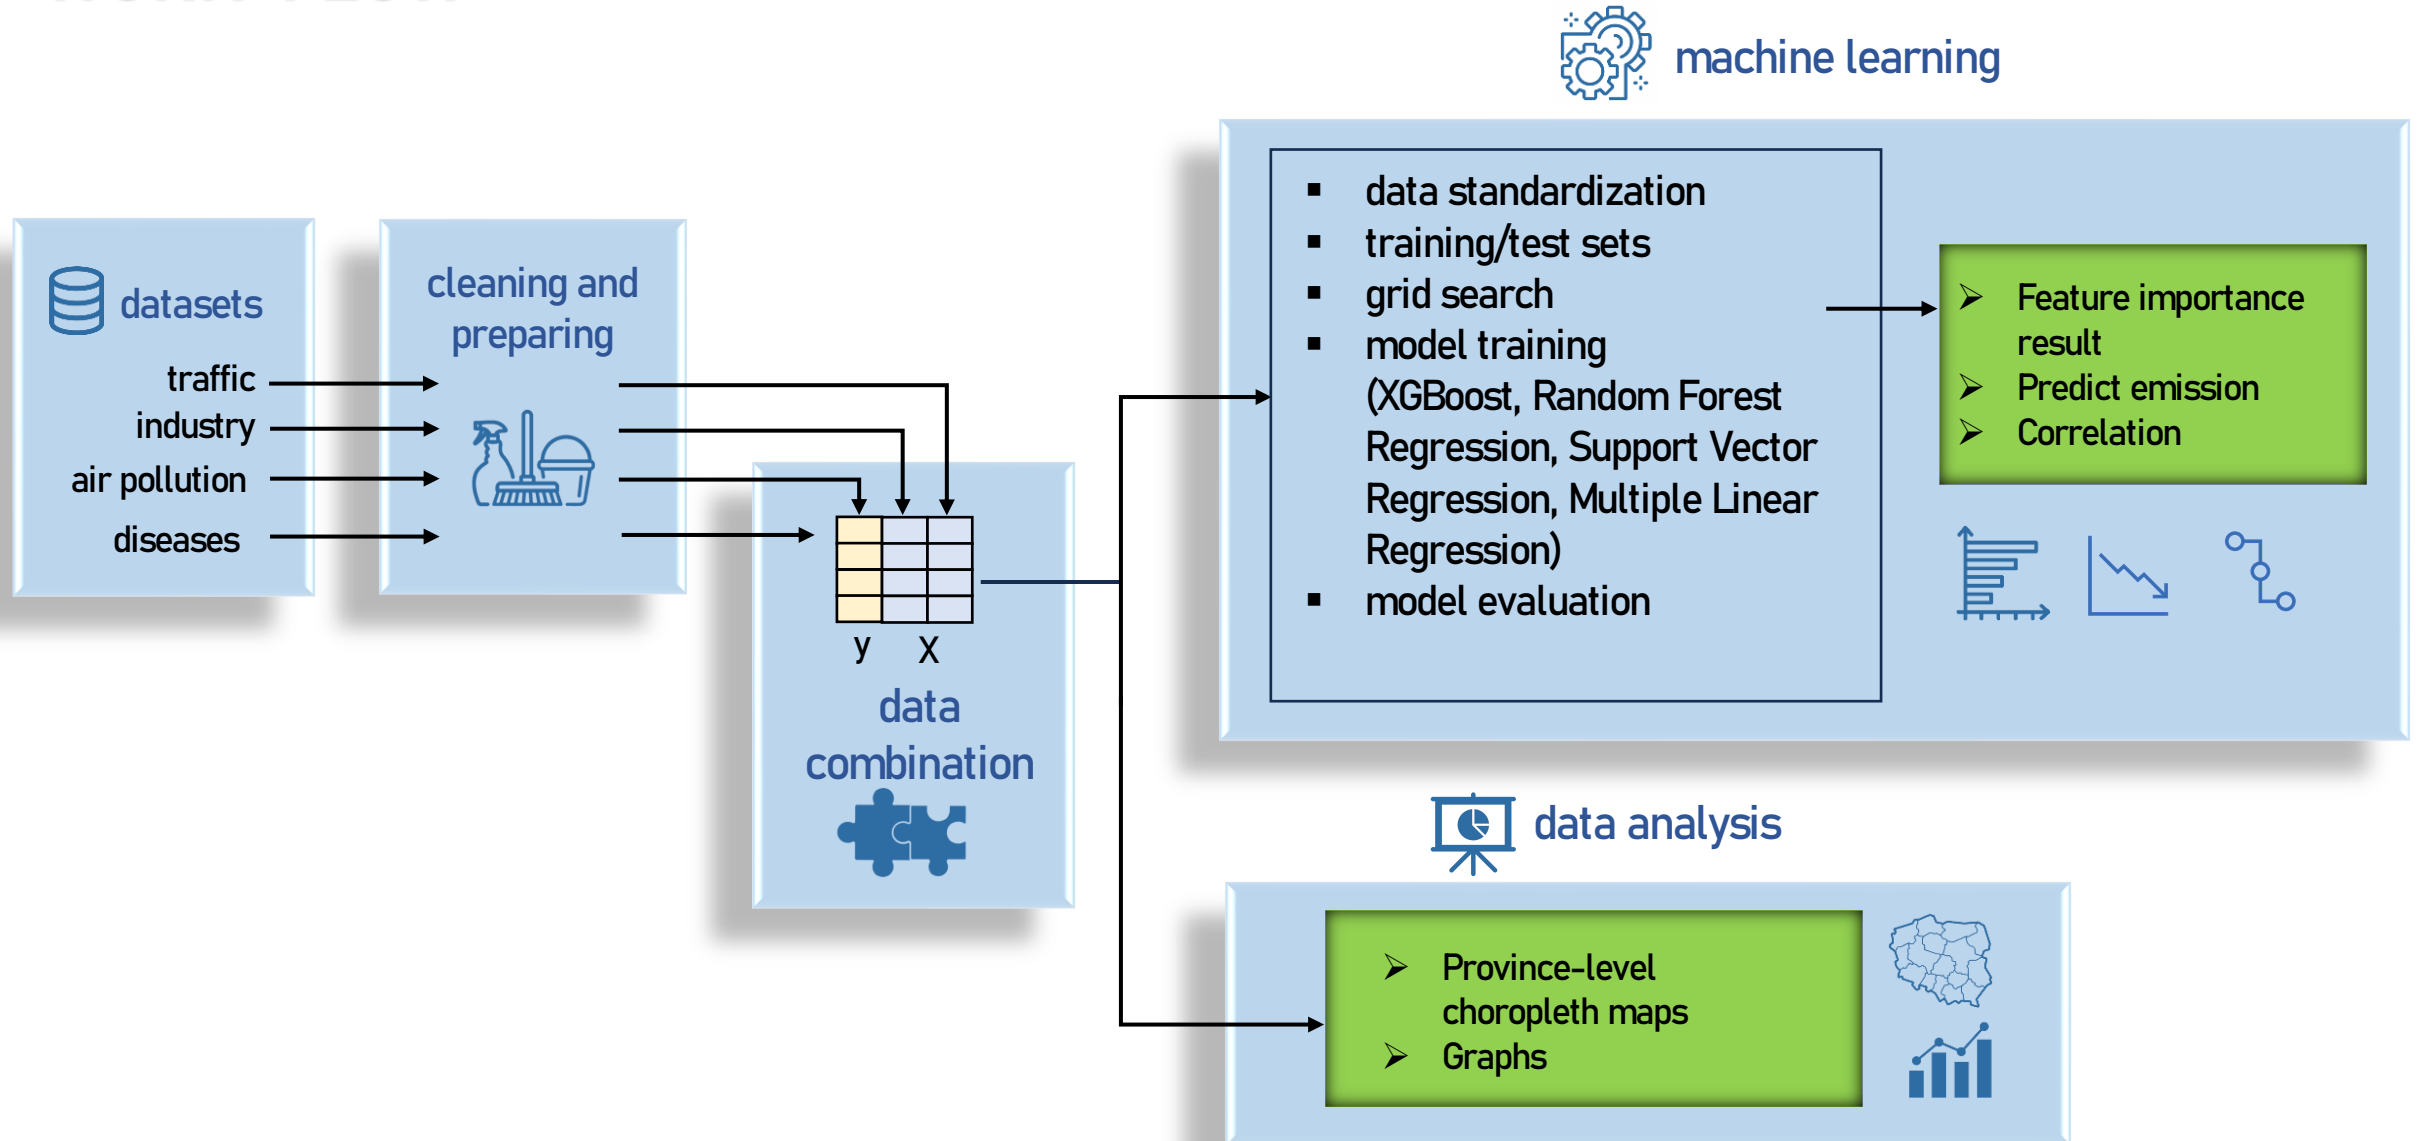 machine learning
datasets
traffic
industry
air pollution
diseases
cleaning and
preparing
y X
data
combination
▪ data standardization
▪ training/test sets
▪ grid search
▪ model training
(XGBoost, Random Forest
Regression, Support Vector
Regression, Multiple Linear
Regression)
▪ model evaluation
➢ Feature importance
result
➢ Predict emission
➢ Correlation
data analysis
➢ Province-level
choropleth maps
➢ Graphs